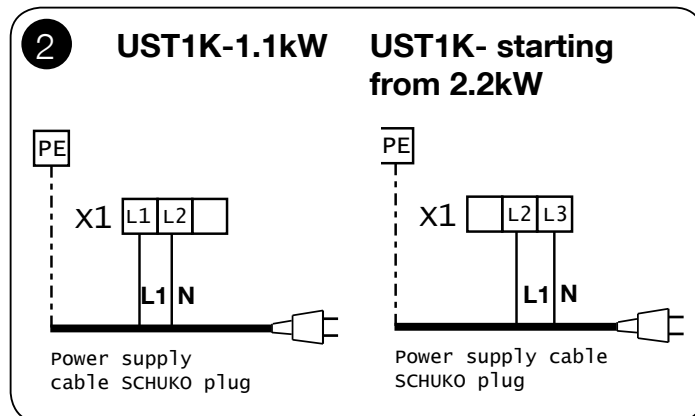 2
UST1K-1.1kW
UST1K- starting
from 2.2kW
PE
X1 L1 L2
L1 N
Power supply
cable SCHUKO plug
PE
X1 L2 L3
L1 N
Power supply cable
SCHUKO plug